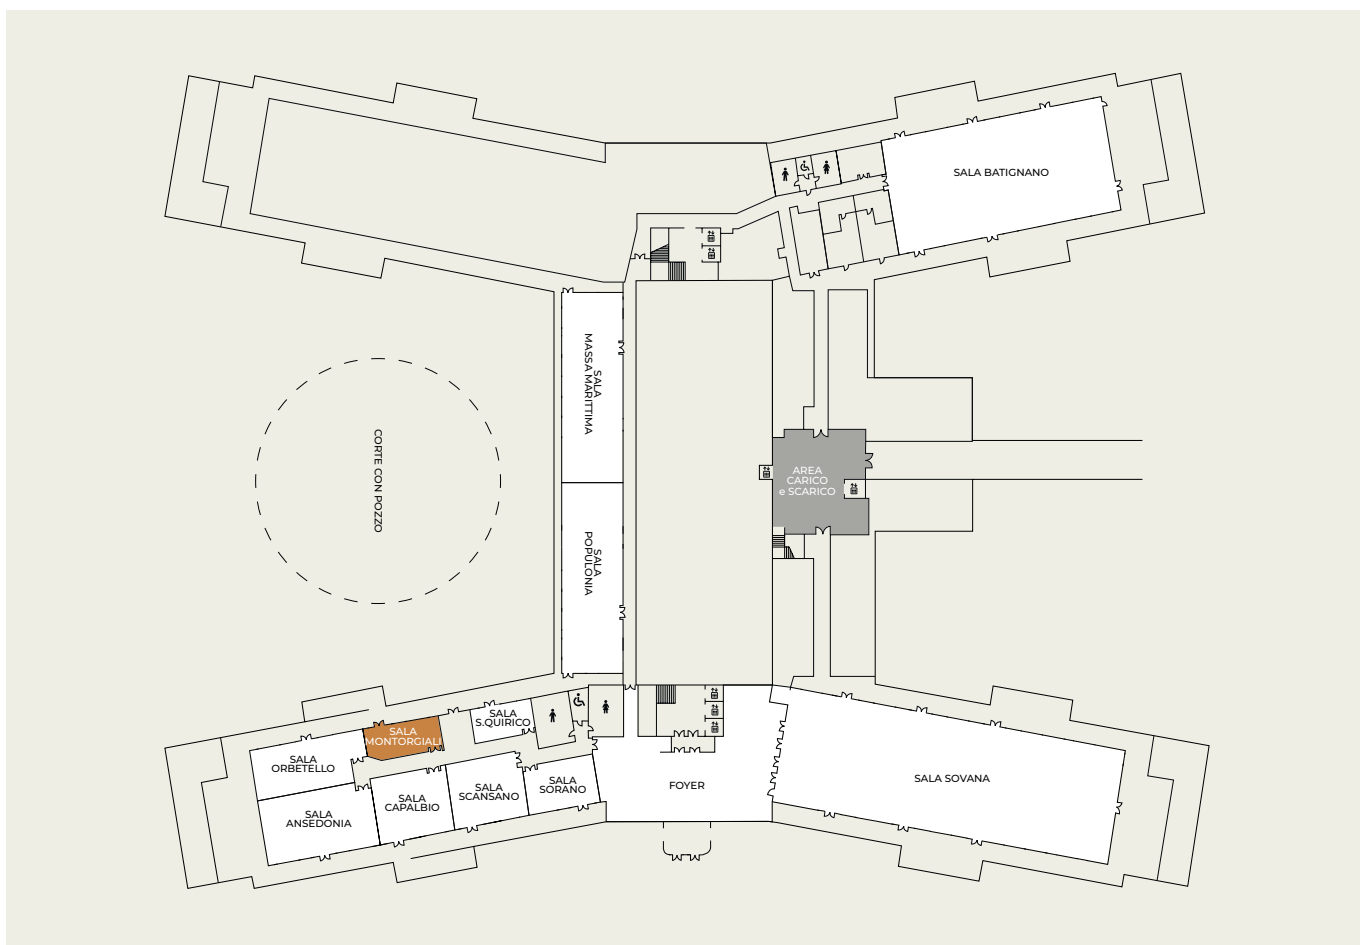 SALA BATIGNANO
SALA
MASSA MARITTIMA
CORTE CON POZZO
AREA
CARICO
e SCARICO
SALA
POPULONIA
SALA
S.QUIRICO
SALA
MONTORGIALI
SALA
ORBETELLO
SALA
ANSEDONIA
SALA
CAPALBIO
SALA
SCANSANO
SALA
SORANO
FOYER
SALA SOVANA